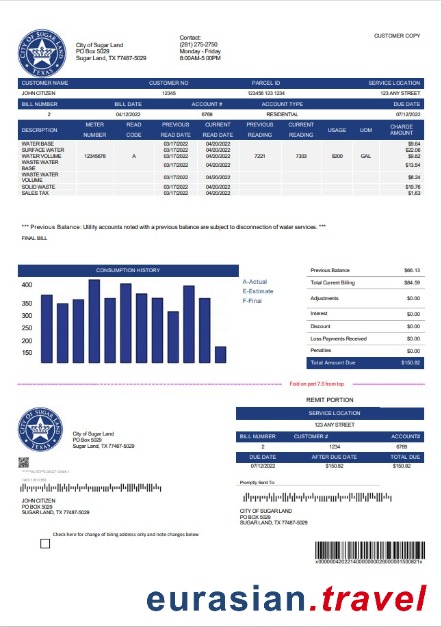 CITY OF SUGAR LAND
TEXAS
City of Sugar Land
PO Box 5029
Sugar Land, TX 77487-5029
Contact:
(281) 275-2750
Monday - Friday
8:00AM-5:00PM
CUSTOMER COPY
CUSTOMER NAME CUSTOMER NO PARCEL ID SERVICE LOCATION
JOHN CITIZEN 12345 123456 123 1234 123 ANY STREET
BILL NUMBER BILL DATE ACCOUNT # ACCOUNT TYPE DUE DATE
2 04/12/2022 6789 RESIDENTIAL 07/12/2022
DESCRIPTION METER NUMBER READ CODE PREVIOUS READ DATE CURRENT READ DATE PREVIOUS READING CURRENT READING USAGE UOM CHARGE AMOUNT
WATER BASE 03/17/2022 04/20/2022 $9.64
SURFACE WATER 03/17/2022 04/20/2022 $22.06
WATER VOLUME 12345678 A 03/17/2022 04/20/2022 7221 7303 8200 GAL $9.82
WASTE WATER BASE 03/17/2022 04/20/2022 $13.54
WASTE WATER VOLUME 03/17/2022 04/20/2022
SOLID WASTE 03/17/2022 04/20/2022 $19.76
SALES TAX 03/17/2022 04/20/2022 $1.63
*** Previous Balance: Utility accounts noted with a previous balance are subject to disconnection of water services. ***
FINAL BILL
CONSUMPTION HISTORY
400
350
300
250
200
150
A-Actual
E-Estimate
F-Final
Previous Balance $66.13
Total Current Billing $84.59
Adjustments $0.00
Interest $0.00
Discount $0.00
Loss Payments Received $0.00
Penalties $0.00
Total Amount Due $150.82
Fold on pert 7.5 from top
REMIT PORTION
CITY OF SUGAR LAND
TEXAS
City of Sugar Land
PO Box 5029
Sugar Land, TX 77487-5029
SERVICE LOCATION
123 ANY STREET
BILL NUMBER CUSTOMER # ACCOUNT#
2 1234 6785
DUE DATE AFTER DUE DATE TOTAL DUE
07/12/2022 $150.82 $150.82
Promptly Sent To
JOHN CITIZEN
PO BOX 5029
SUGAR LAND, TX 77487-5029
CITY OF SUGAR LAND
PO BOX 5029
SUGAR LAND, TX 77487-5029
Check here for change of billing address only and note changes below
eurasian.travel